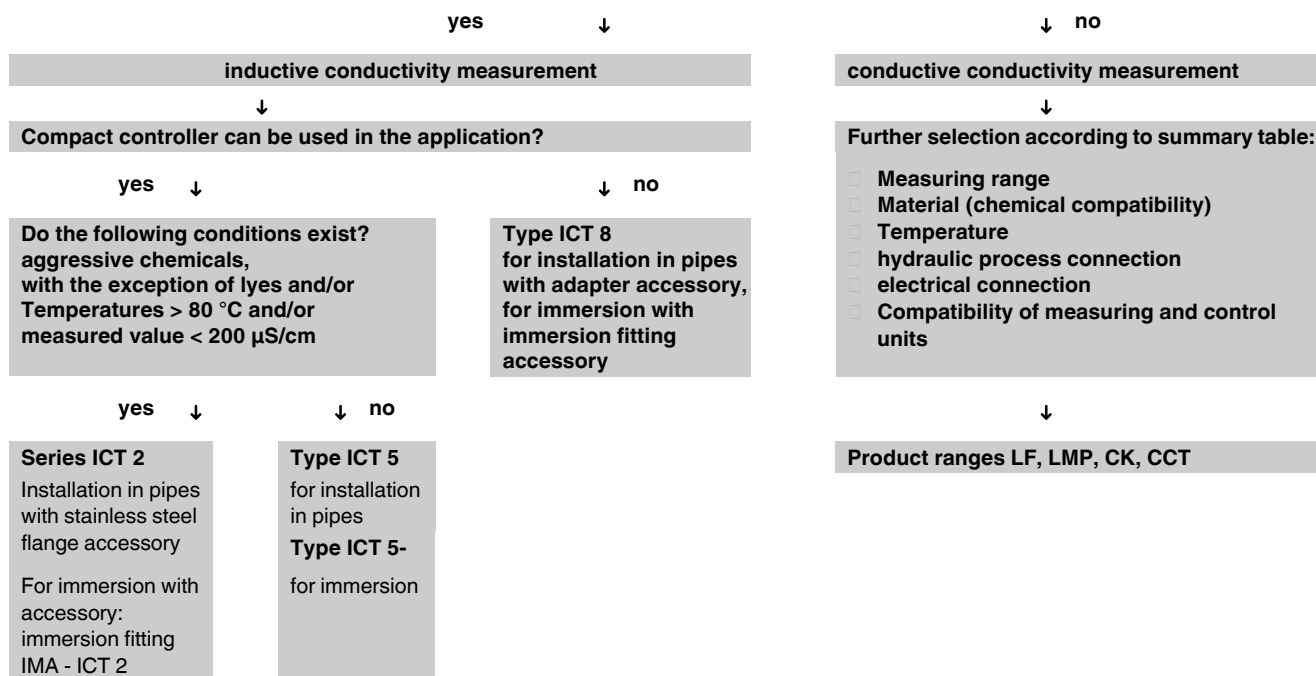 yes ↓
↓ no
inductive conductivity measurement
conductive conductivity measurement
↓
↓
Compact controller can be used in the application?
Further selection according to summary table:
Measuring range
Material (chemical compatibility)
Temperature
hydraulic process connection
electrical connection
Compatibility of measuring and control
units
yes ↓
↓ no
Do the following conditions exist?
aggressive chemicals,
with the exception of lyes and/or
Temperatures > 80 °C and/or
measured value < 200 µS/cm
Type ICT 8
for installation in pipes
with adapter accessory,
for immersion with
immersion fitting
accessory
yes ↓
↓ no
↓
Series ICT 2
Installation in pipes
with stainless steel
flange accessory
For immersion with
accessory:
immersion fitting
IMA - ICT 2
Type ICT 5
for installation
in pipes
Type ICT 5-
for immersion
Product ranges LF, LMP, CK, CCT